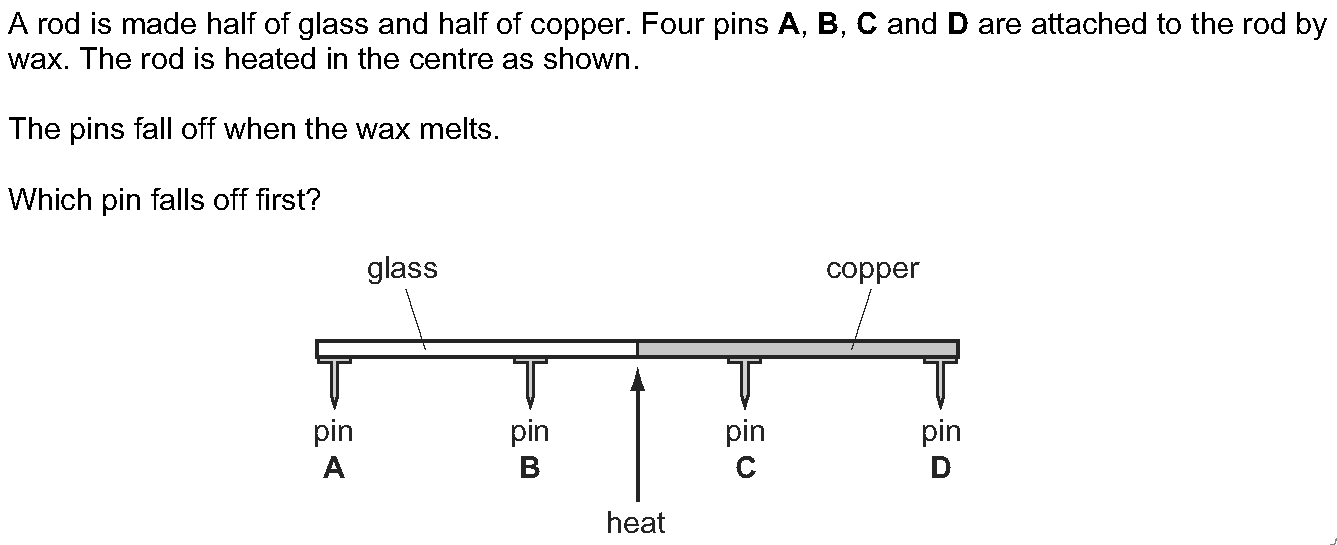 A rod is made half of glass and half of copper. Four pins A, B, C and D are attached to the rod by
wax. The rod is heated in the centre as shown.
The pins fall off when the wax melts.
Which pin falls off first?
glass copper
pin pin pin pin
A B C D
heat